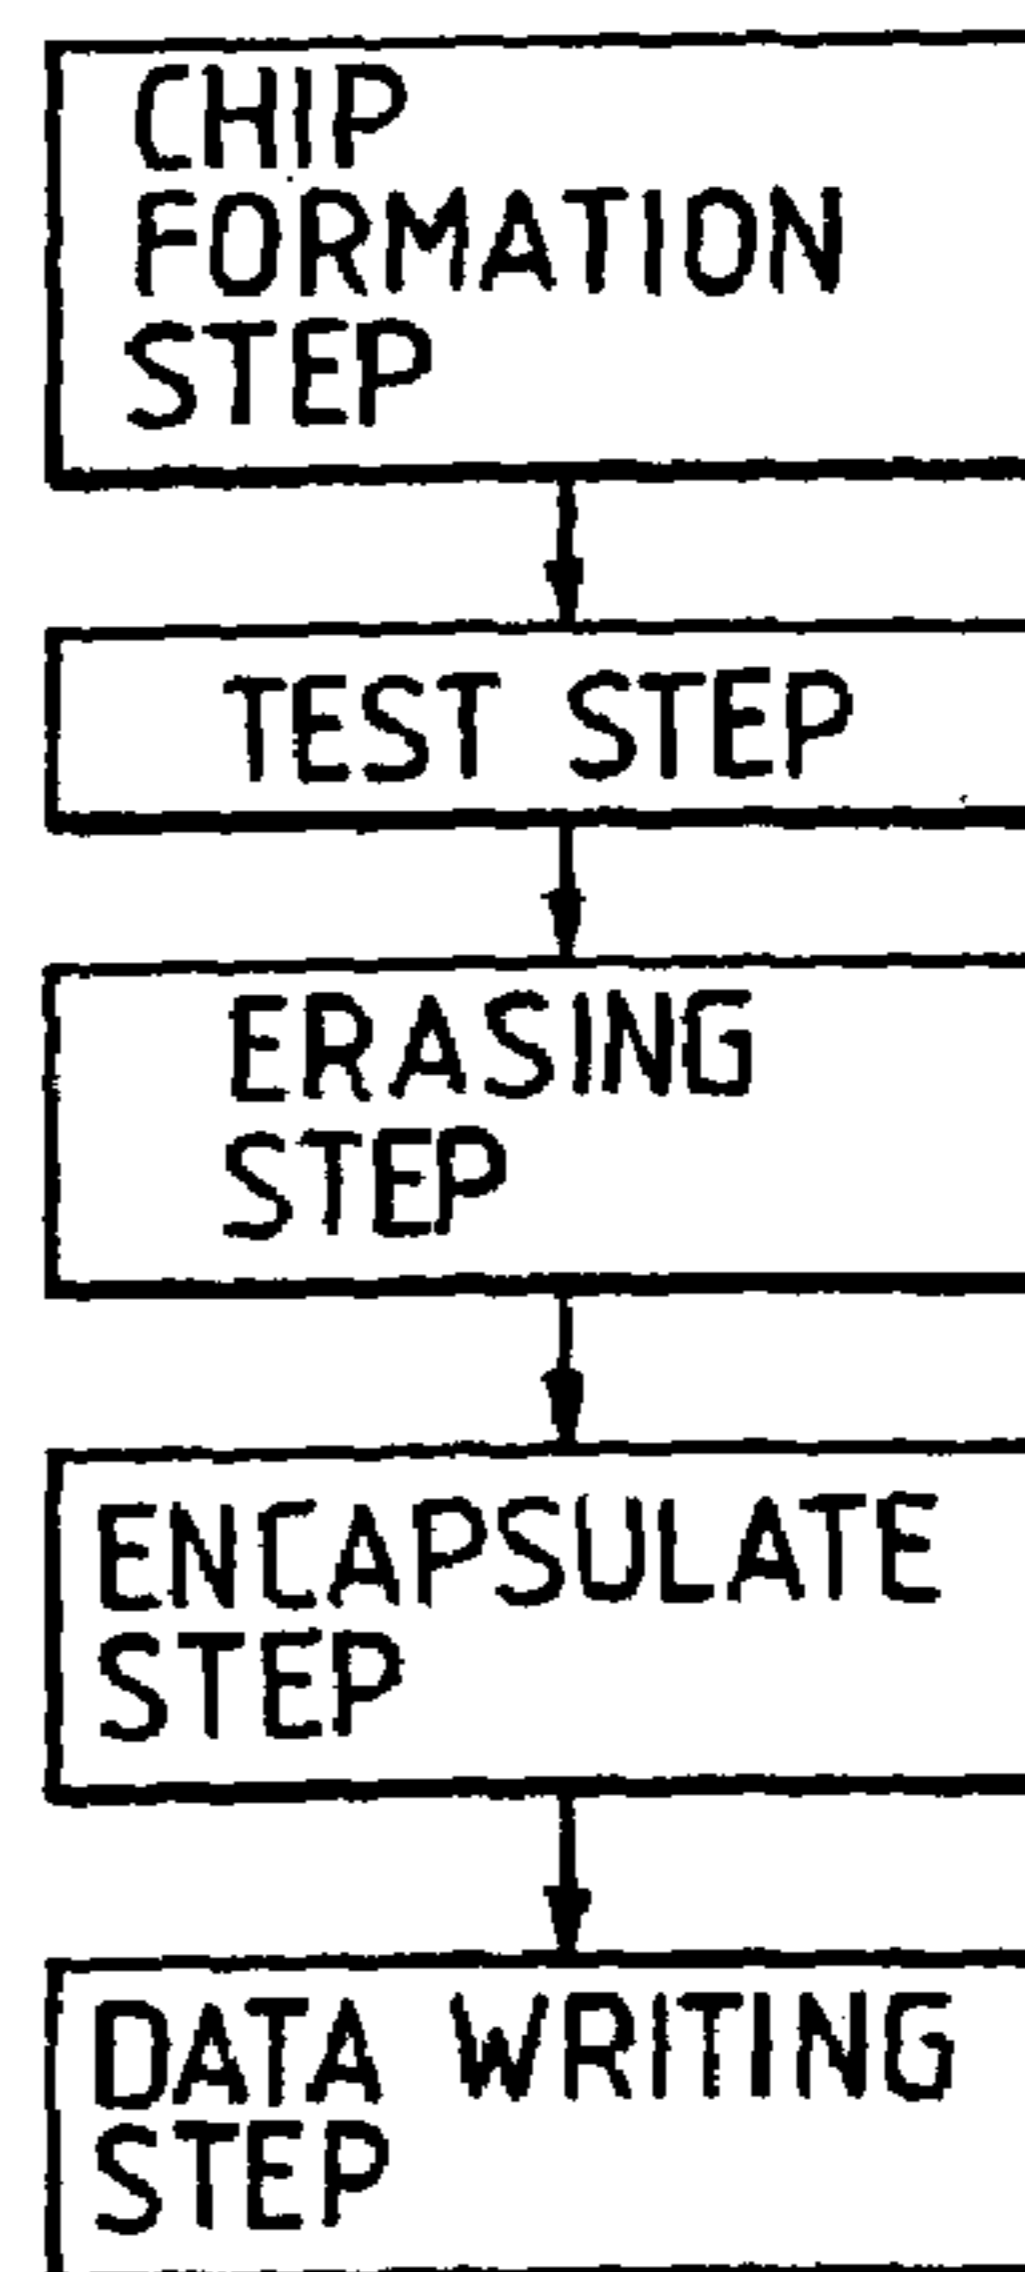 CHIP
FORMATION
STEP
TEST STEP
ERASING
STEP
ENCAPSULATE
STEP
DATA WRITING
STEP